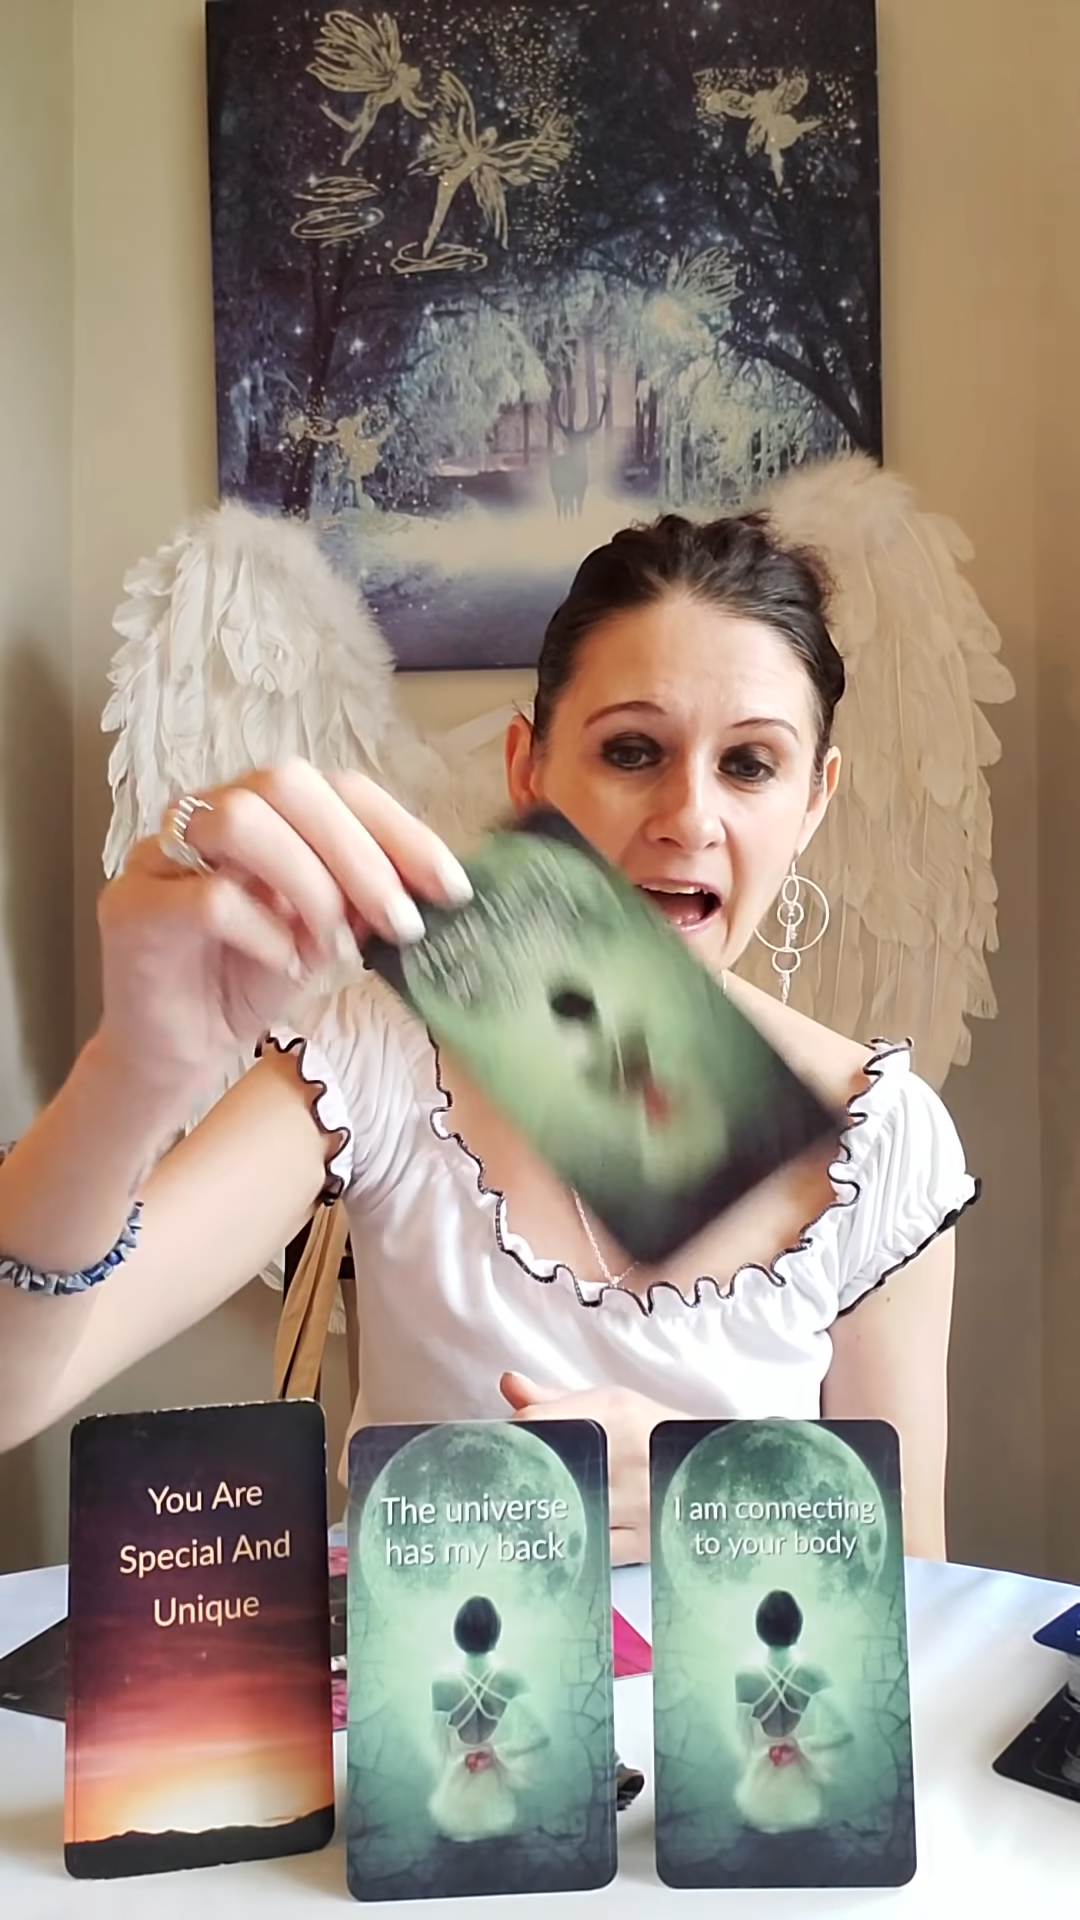 You Are
Special And
Unique
The universe
has my back
I am connecting
to your body